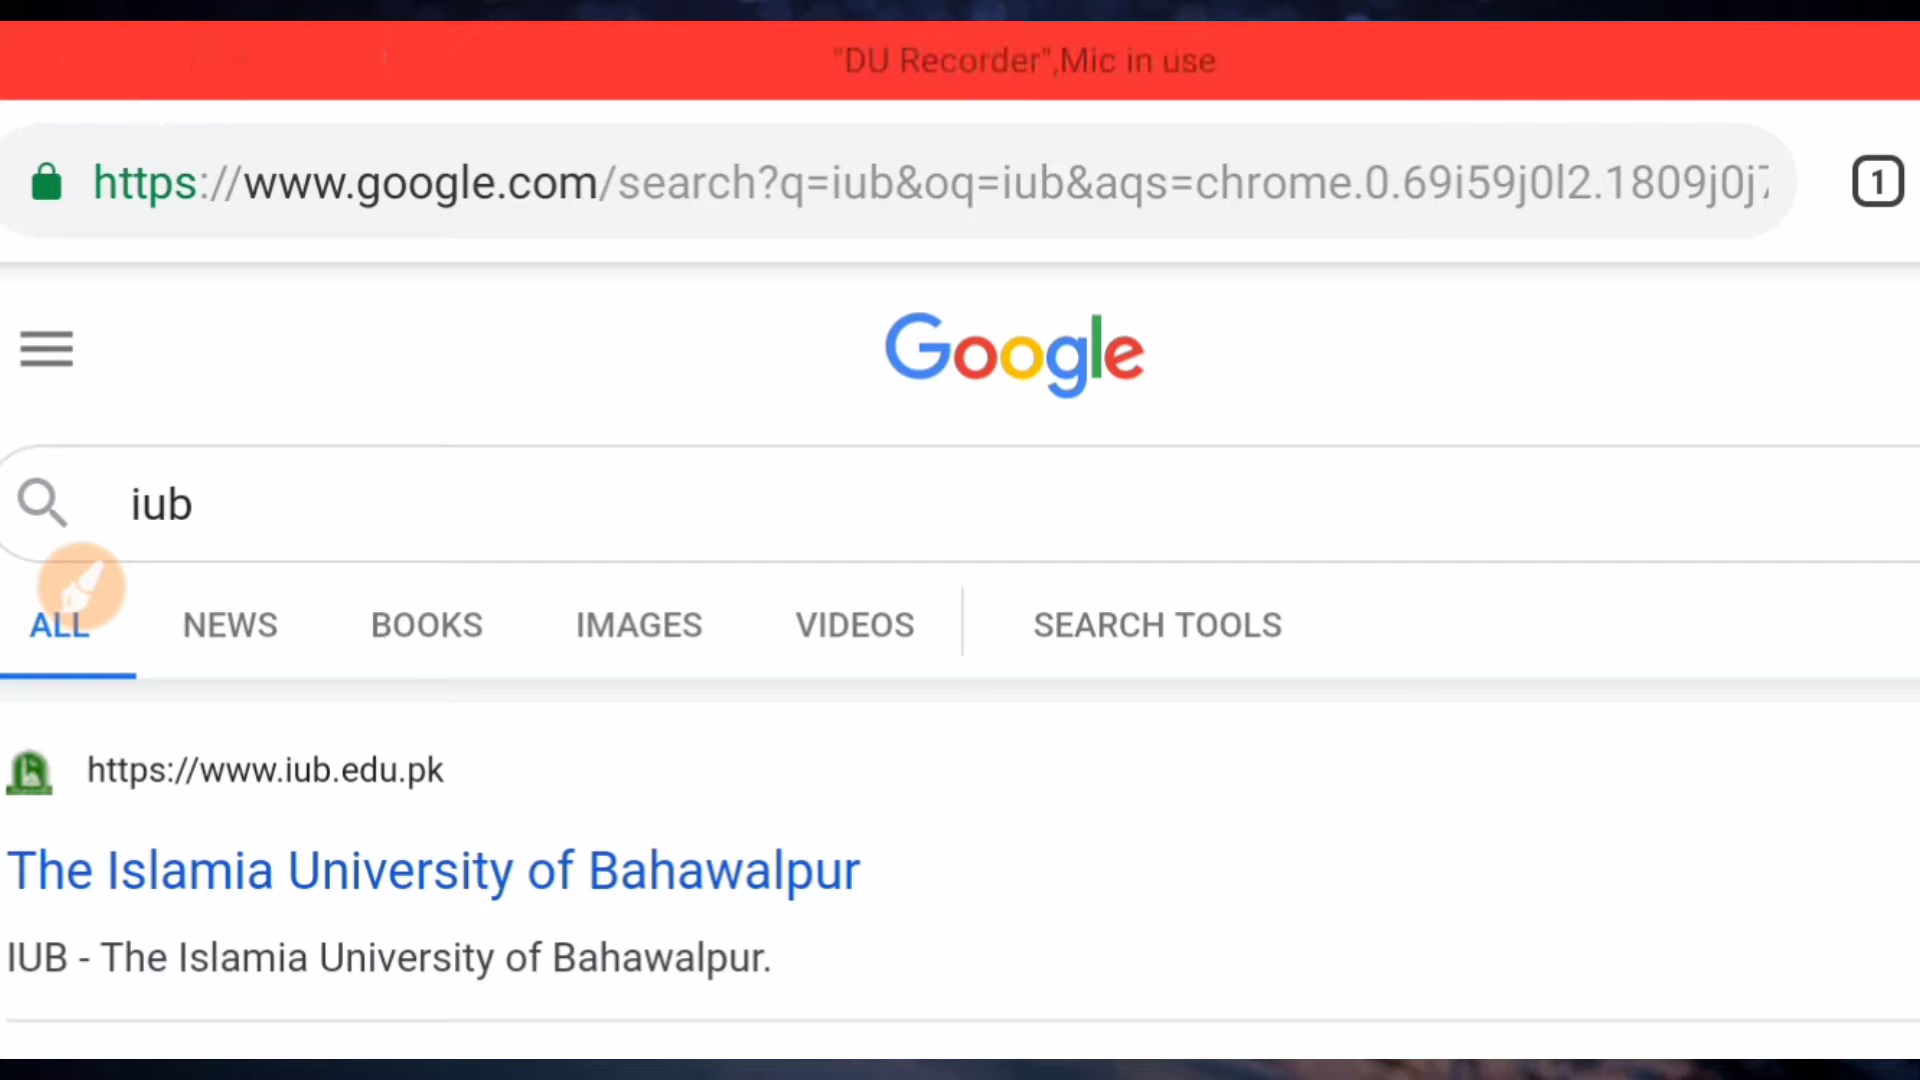 "DU Recorder",Mic in use
https://www.google.com/search?q=iub&oq=iub&aqs=chrome.0.69i59j0l2.1809j0j7
1
Google
iub
ALL NEWS BOOKS IMAGES VIDEOS SEARCH TOOLS
https://www.iub.edu.pk
The Islamia University of Bahawalpur
IUB - The Islamia University of Bahawalpur.